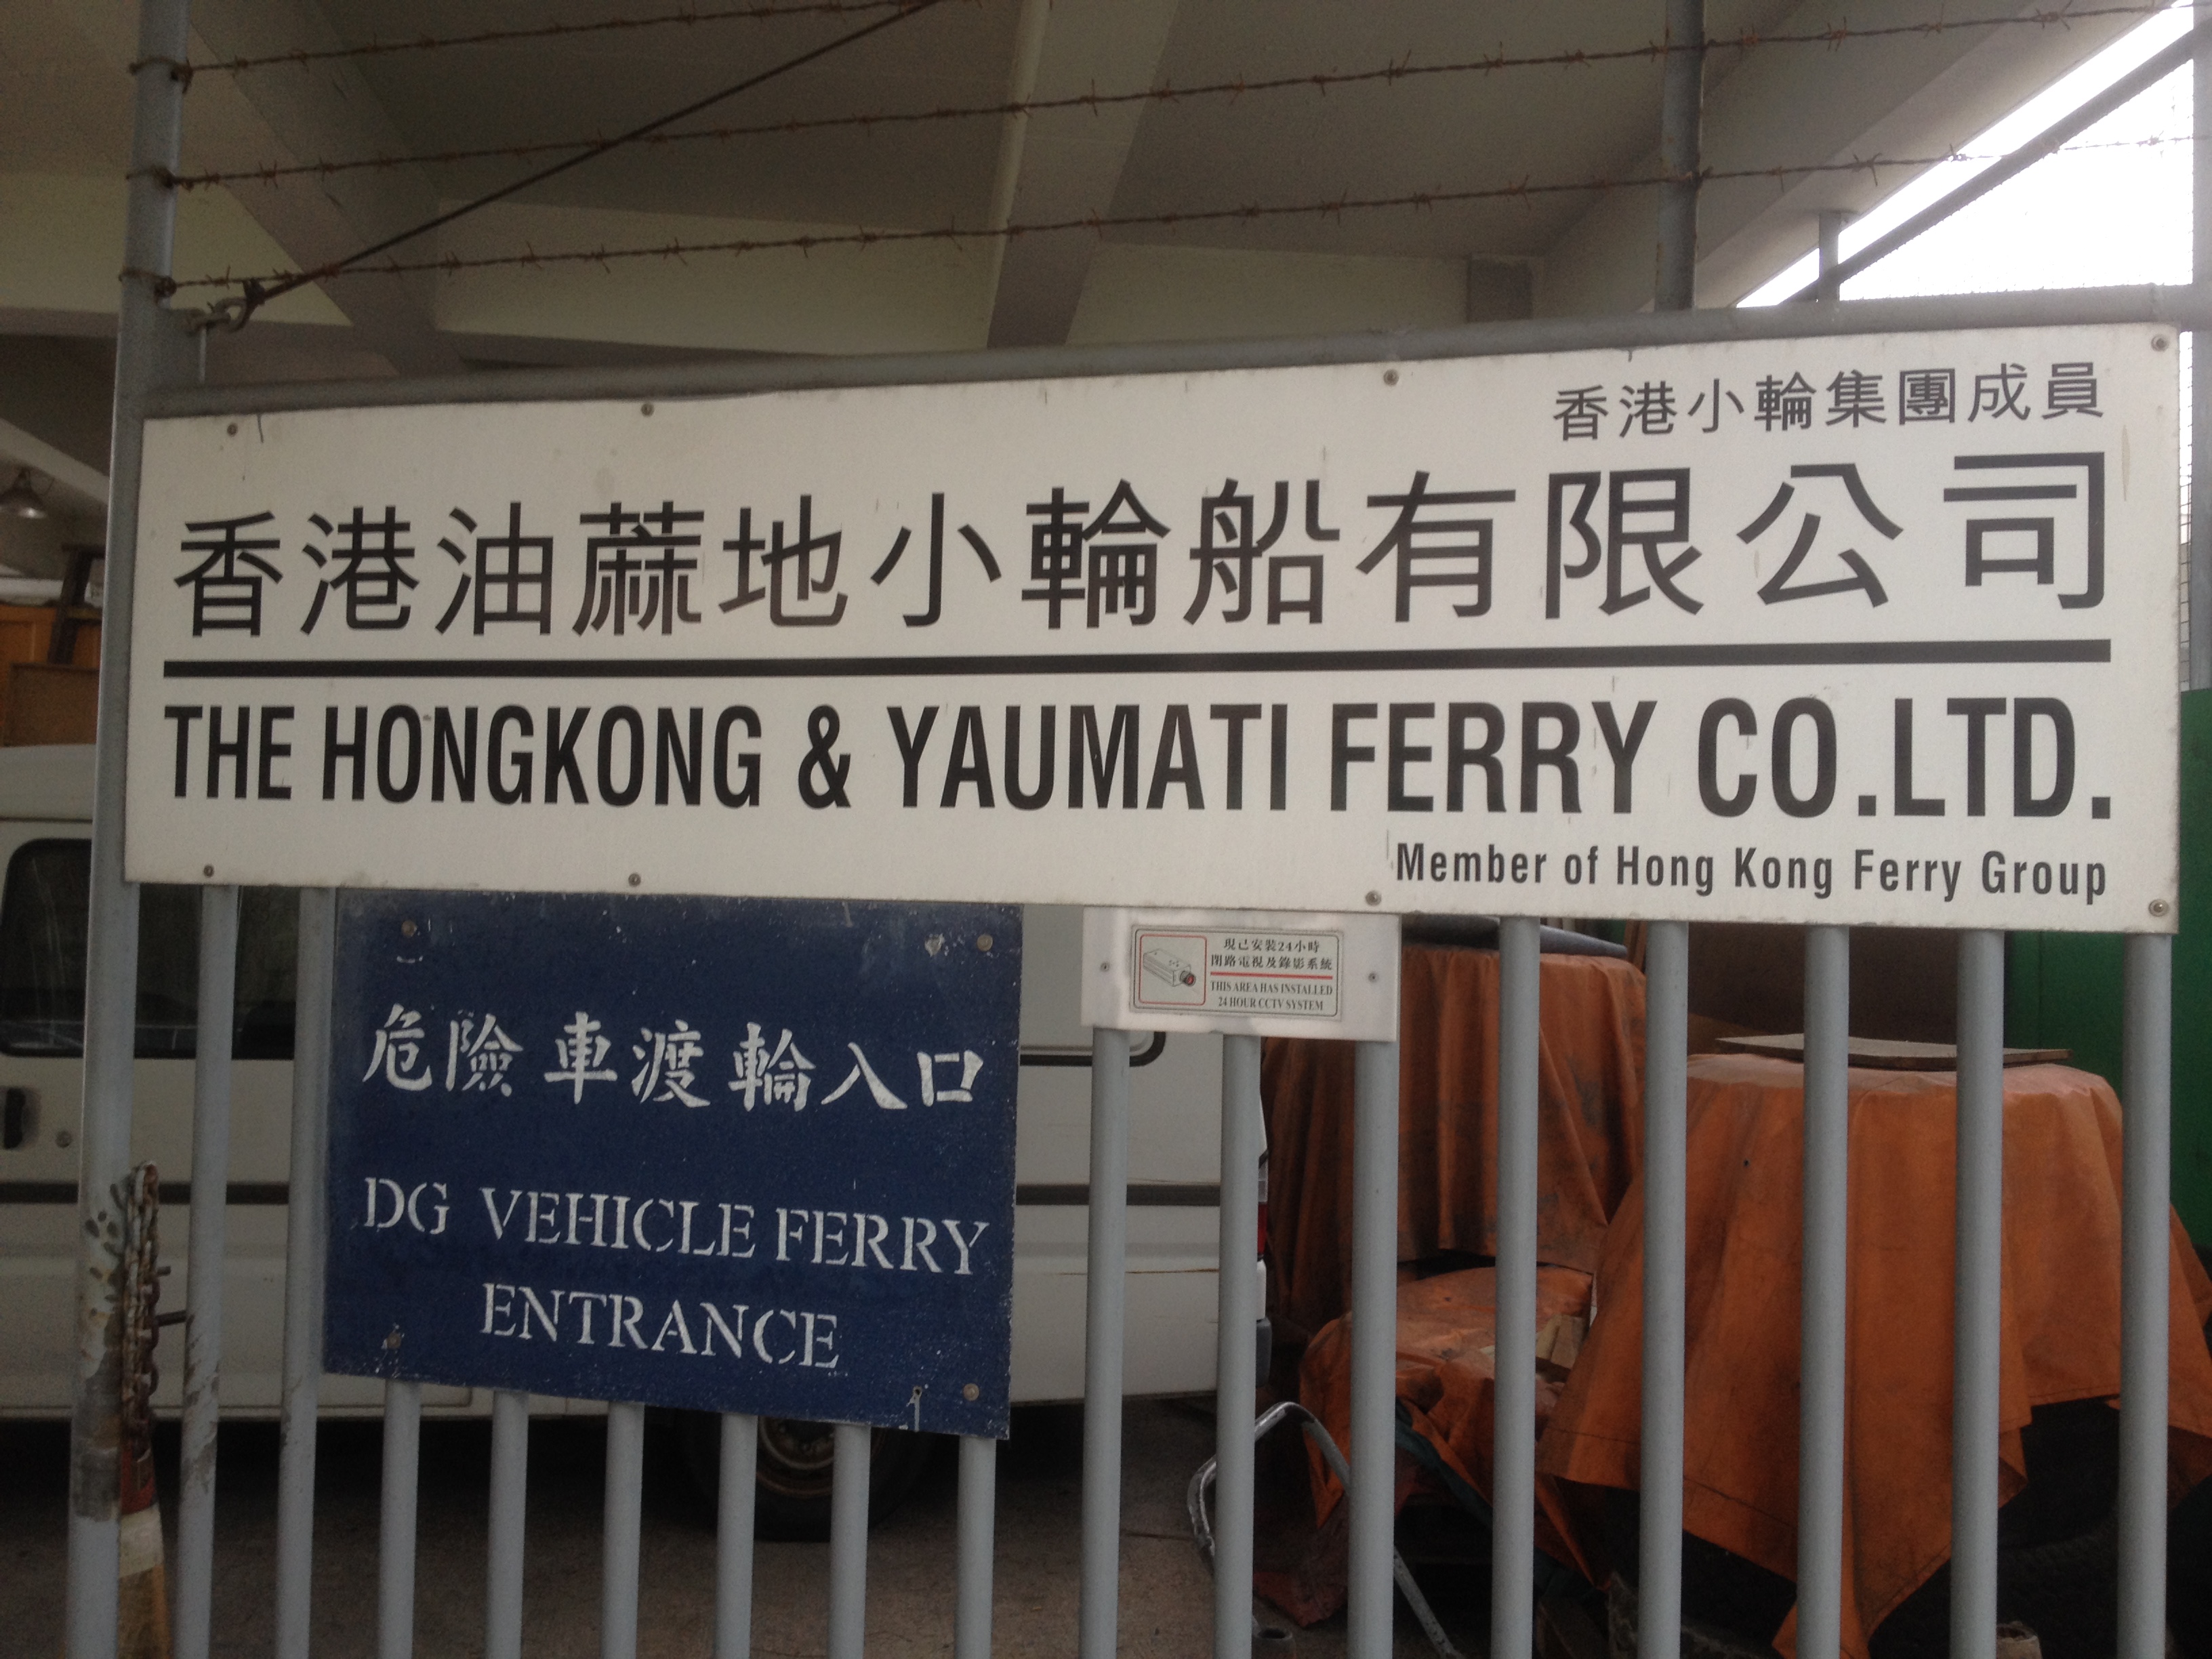 香港小輪集團成員
香港油蔴地小輪船有限公司
THE HONGKONG & YAUMATI FERRY CO.LTD.
Member of Hong Kong Ferry Group
現已安裝24小時
閉路電視及錄影系統
THIS AREA HAS INSTALLED
24 HOUR CCTV SYSTEM
危險車渡輪入口
DG VEHICLE FERRY
ENTRANCE